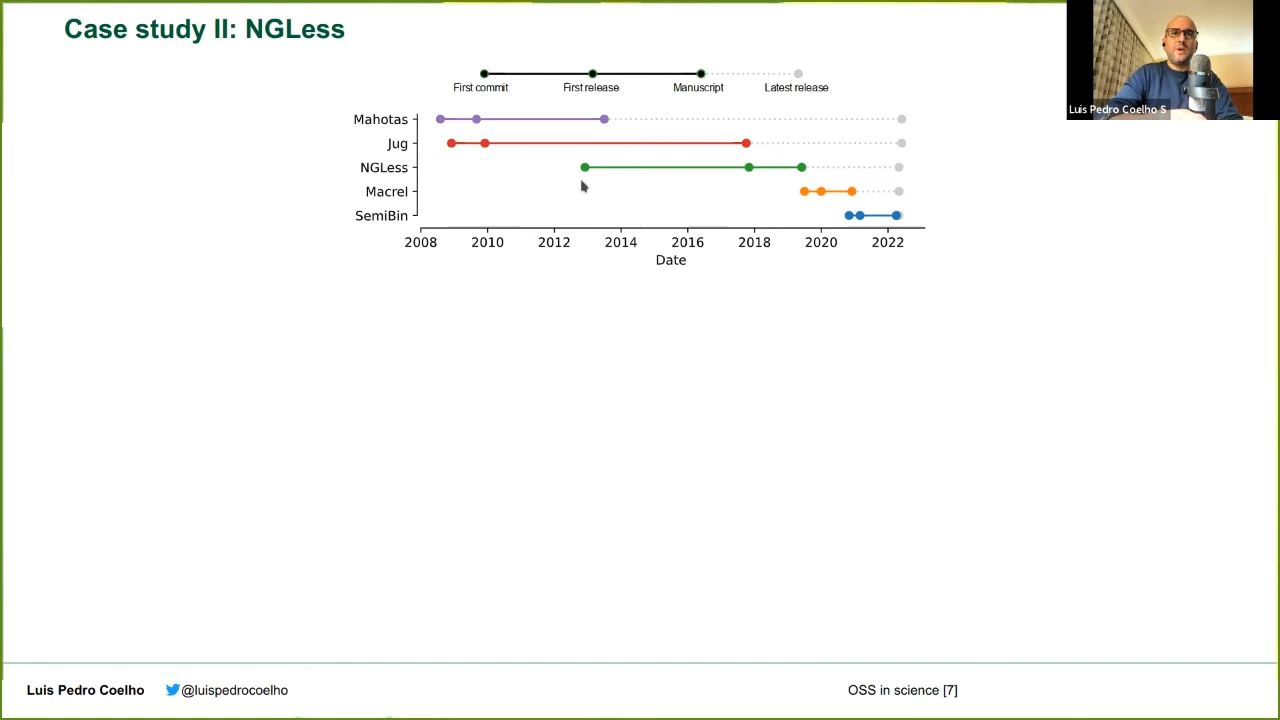 Case study II: NGLess
First commit First release Manuscript Latest release
Mahotas
Jug
NGLess
Macrel
SemiBin
2008 2010 2012 2014 2016 2018 2020 2022
Date
Luis Pedro Coelho S
Luis Pedro Coelho @luispedrocoelho OSS in science [7]